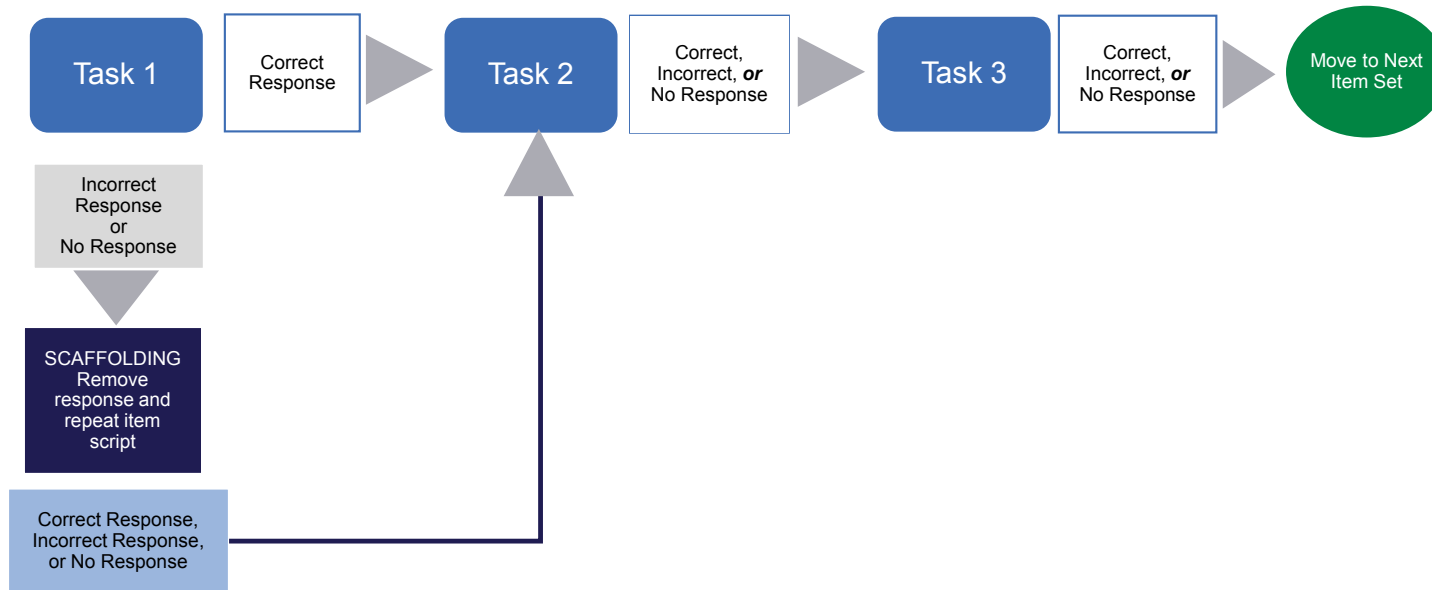 Task 1
Correct
Response
Task 2
Correct,
Incorrect, or
No Response
Task 3
Correct,
Incorrect, or
No Response
Move to Next
Item Set
Incorrect
Response
or
No Response
SCAFFOLDING
Remove
response and
repeat item
script
Correct Response,
Incorrect Response,
or No Response